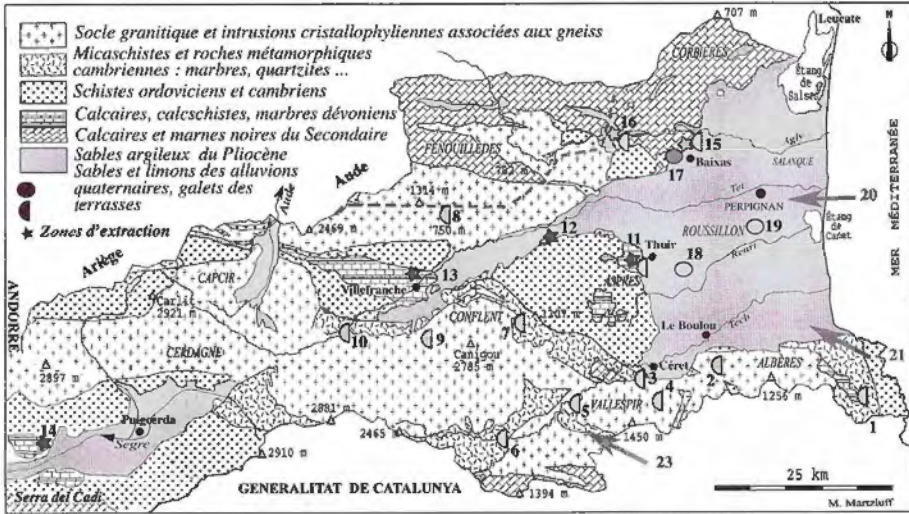 Socle granitique et intrusions cristallophyliennes associées aux gneiss
Micaschistes et roches métamorphiques
cambriennes : marbres, quartzites ...
Schistes ordoviciens et cambriens
Calcaires, calcschistes, marbres dévoniens
Calcaires et marnes noires du Secondaire
Sables argileux du Pliocène
Sables et limons des alluvions
quaternaires, galets des
terrasses
Zones d'extraction
707 m
Leucate
N
CORBIÈRES
Étang
de
Salses
16
15
Agly
FENOUILLÈDES
Baixas
SALANQUE
17
Aude
Aude
1314 m
8
750 m
Têt
PERPIGNAN
20
MER MÉDITERRANÉE
2469 m
12
ROUSSILLON
19
Étang
de Canet
Ariège
11
Thuir
18
Réart
CAPCIR
13
ASPRES
Villefranche
ANDORRE
Carlit
2921 m
CONFLENT
7
Le Boulou
Tech
10
9
CERDAGNE
Canigou
2785 m
21
Céret
2
ALBÈRES
3
4
2897 m
5
VALLESPIR
1256 m
1
2881 m
Puigcerda
14
Segre
2465 m
6
1450 m
2910 m
23
25 km
Serra del Cadi
GENERALITAT DE CATALUNYA
1394 m
M. Martzluff